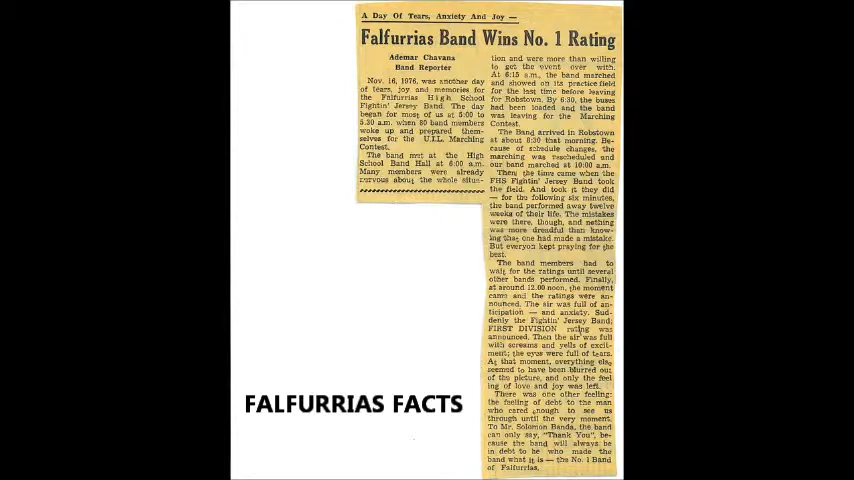 A Day Of Tears, Anxiety And Joy —
Falfurrias Band Wins No. 1 Rating
Ademar Chavana
Band Reporter
Nov. 16, 1976, was another day
of tears, joy and memories for
the Falfurrias High School
Fightin' Jersey Band. The day
began for most of us at 5:00 to
5:30 a.m. when 80 band members
woke up and prepared them-
selves for the U.I.L. Marching
Contest.
The band met at the High
School Band Hall at 6:00 a.m.
Many members were already
nervous about the whole situa-
tion and were more than willing
to get the event over with.
At 6:15 a.m., the band marched
and showed on its practice field
for the last time before leaving
for Robstown. By 6:30, the buses
had been loaded and the band
was leaving for the Marching
Contest.
The Band arrived in Robstown
at about 8:30 that morning. Be-
cause of schedule changes, the
marching was rescheduled and
our band marched at 10:00 am.
Then the time came when the
FHS Fightin' Jersey Band took
the field. And took it they did
— for the following six minutes,
the band performed away twelve
weeks of their life. The mistakes
were there, though, and nothing
was more dreadful than know-
ing that one had made a mistake.
But everyon kept praying for the
best.
The band members had to
wait for the ratings until several
other bands performed. Finally,
at around 12:00 noon, the moment
came and the ratings were an-
nounced. The air was full of an-
ticipation — and anxiety. Sud-
denly the Fightin' Jersey Band;
FIRST DIVISION rating was
announced. Then the air was full
with screams and yells of excit-
ment; the eyes were full of tears.
At that moment, everything else
seemed to have been blurred out
of the picture, and only the feel
ing of love and joy was left.
There was one other feeling:
the feeling of debt to the man
who cared enough to see us
through until the very moment.
To Mr. Solomon Banda, the band
can only say, "Thank You", be-
cause the band will always be
in debt to he who made the
band what it is — the No. 1 Band
of Falfurrias.
FALFURRIAS FACTS